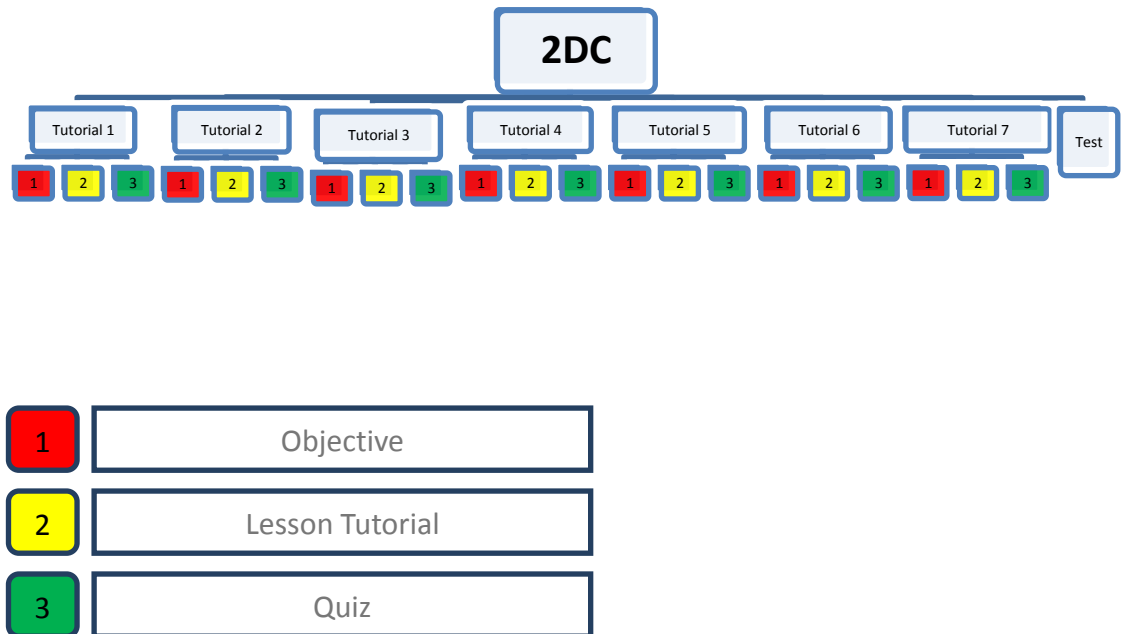 2DC
Tutorial 1
Tutorial 2
Tutorial 3
Tutorial 4
Tutorial 5
Tutorial 6
Tutorial 7
Test
1 2 3 1 2 3 1 2 3 1 2 3 1 2 3 1 2 3 1 2 3
1 Objective
2 Lesson Tutorial
3 Quiz